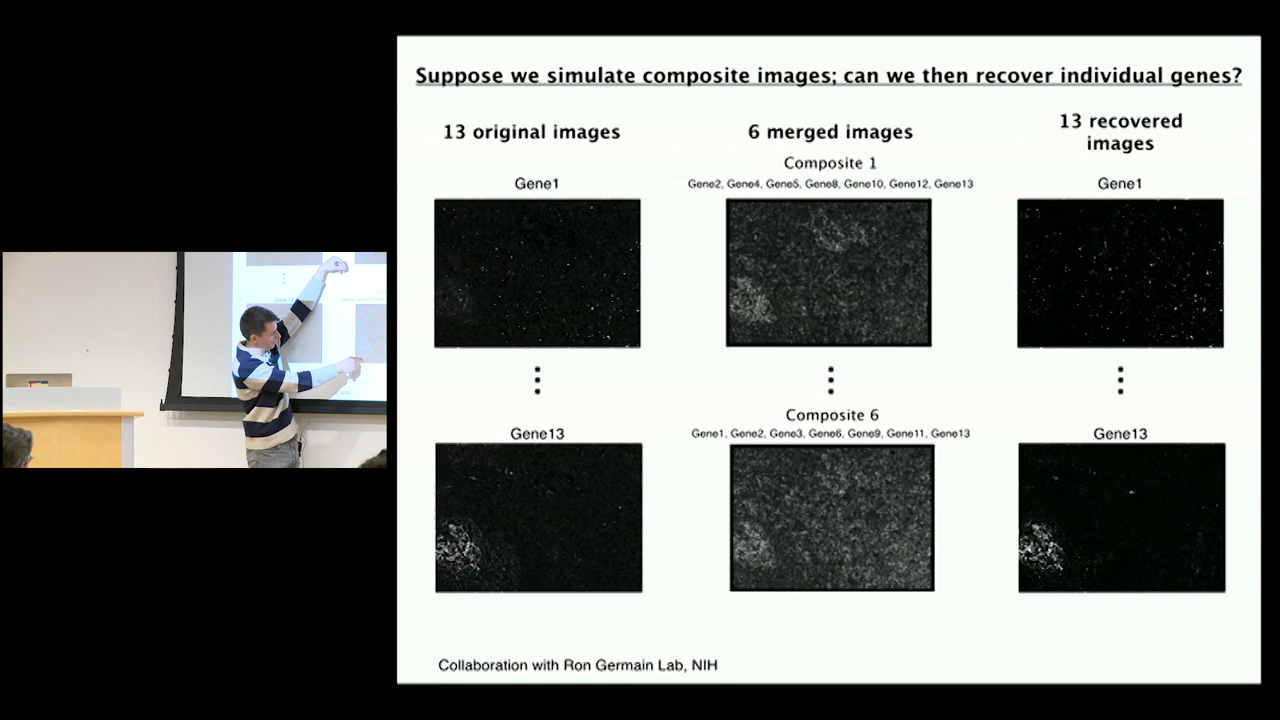 Suppose we simulate composite images; can we then recover individual genes?
13 original images
6 merged images
13 recovered
images
Composite 1
Gene1
Gene2, Gene4, Gene5, Gene8, Gene10, Gene12, Gene13
Gene1
Composite 6
Gene13
Gene1, Gene2, Gene3, Gene6, Gene9, Gene11, Gene13
Gene13
Collaboration with Ron Germain Lab, NIH